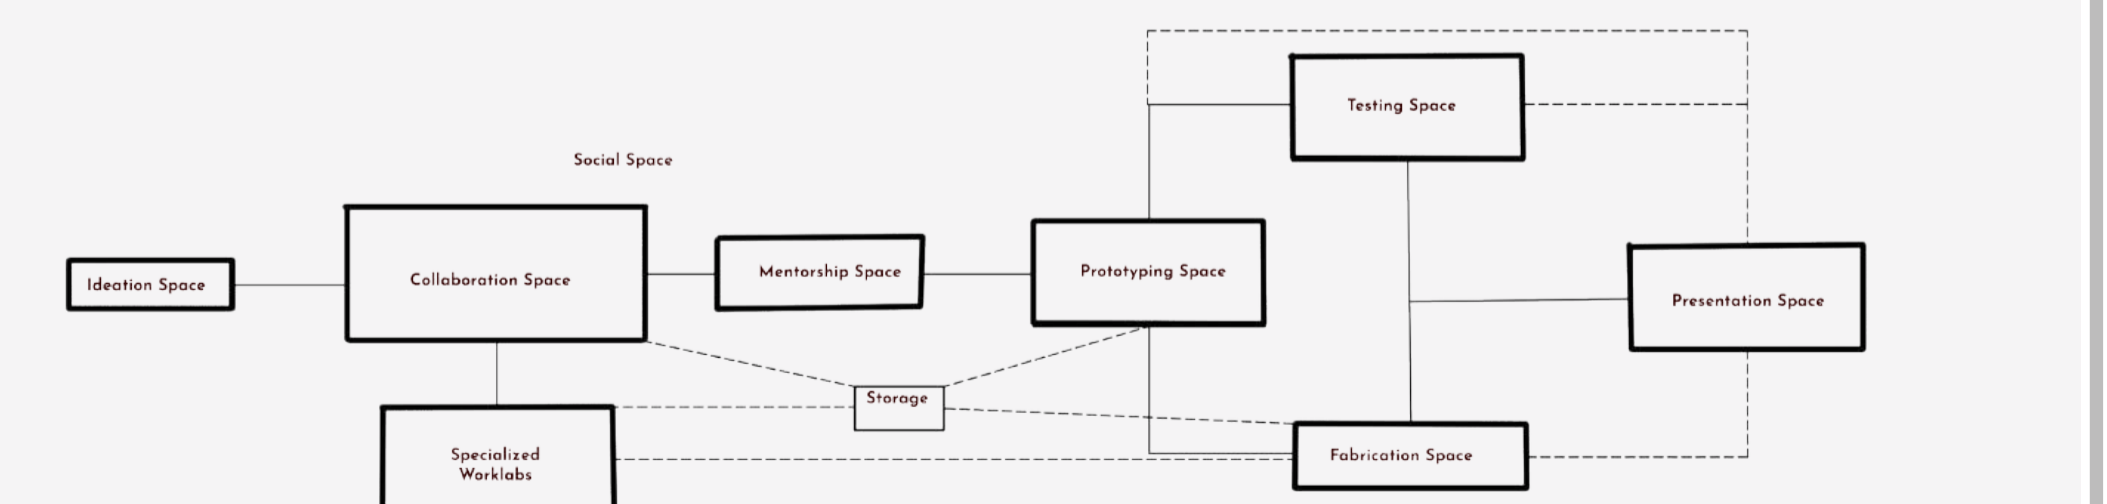 Testing Space
Social Space
Ideation Space
Collaboration Space
Mentorship Space
Prototyping Space
Presentation Space
Storage
Specialized
Worklabs
Fabrication Space